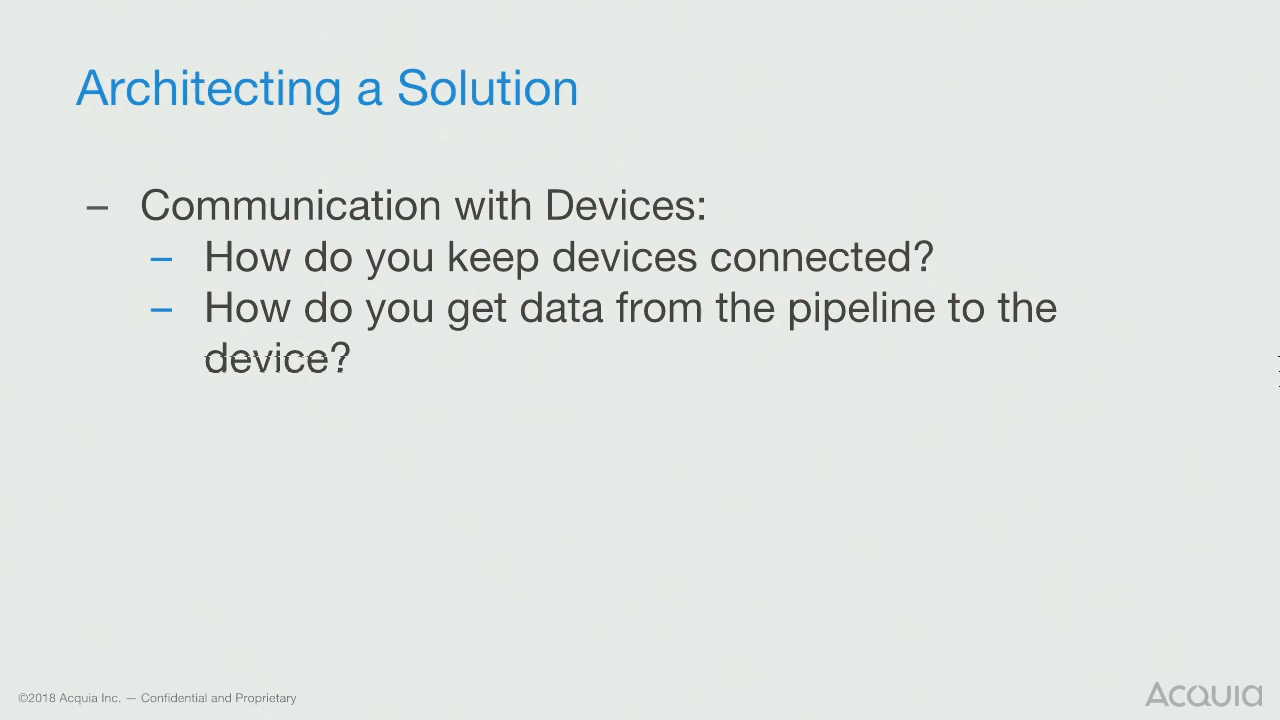 Architecting a Solution
– Communication with Devices:
– How do you keep devices connected?
– How do you get data from the pipeline to the
device?
©2018 Acquia Inc. — Confidential and Proprietary
Acquia